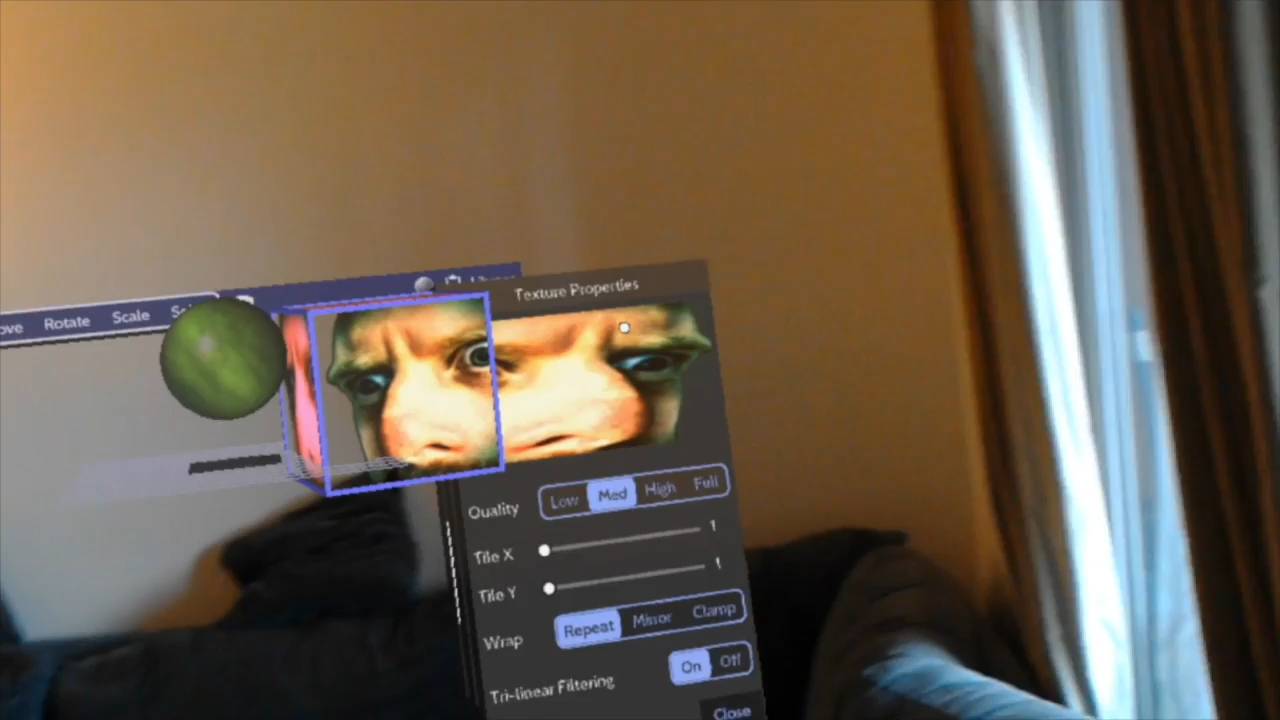 Rotate Scale
Texture Properties
Quality Low Med High Full
Tile X 1
Tile Y 1
Wrap Repeat Mirror Clamp
Tri-linear Filtering On Off
Close